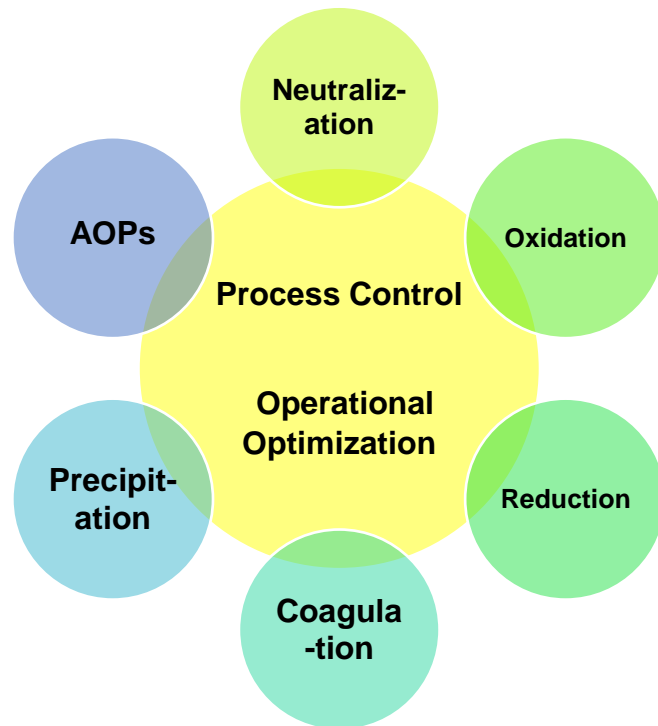 Neutraliz-
ation
AOPs
Oxidation
Process Control
Operational
Optimization
Precipit-
ation
Reduction
Coagula
-tion